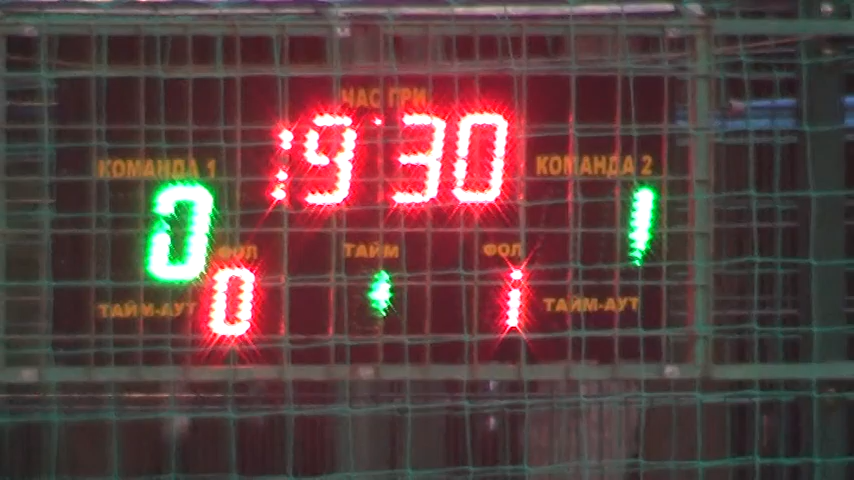 ЧАС ГРИ
19:30
КОМАНДА 1
КОМАНДА 2
0
1
ФОЛ
ТАЙМ
ФОЛ
ТАЙМ-АУТ
0
1
1
ТАЙМ-АУТ